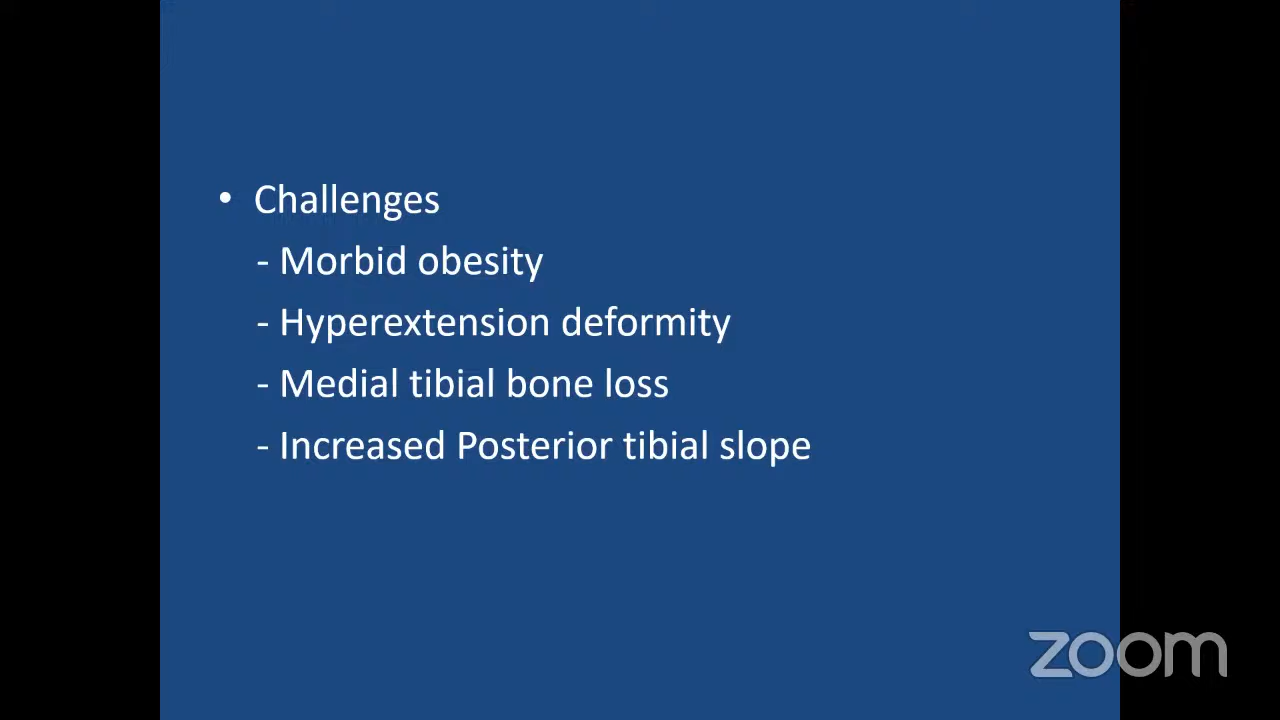 • Challenges
- Morbid obesity
- Hyperextension deformity
- Medial tibial bone loss
- Increased Posterior tibial slope
zoom